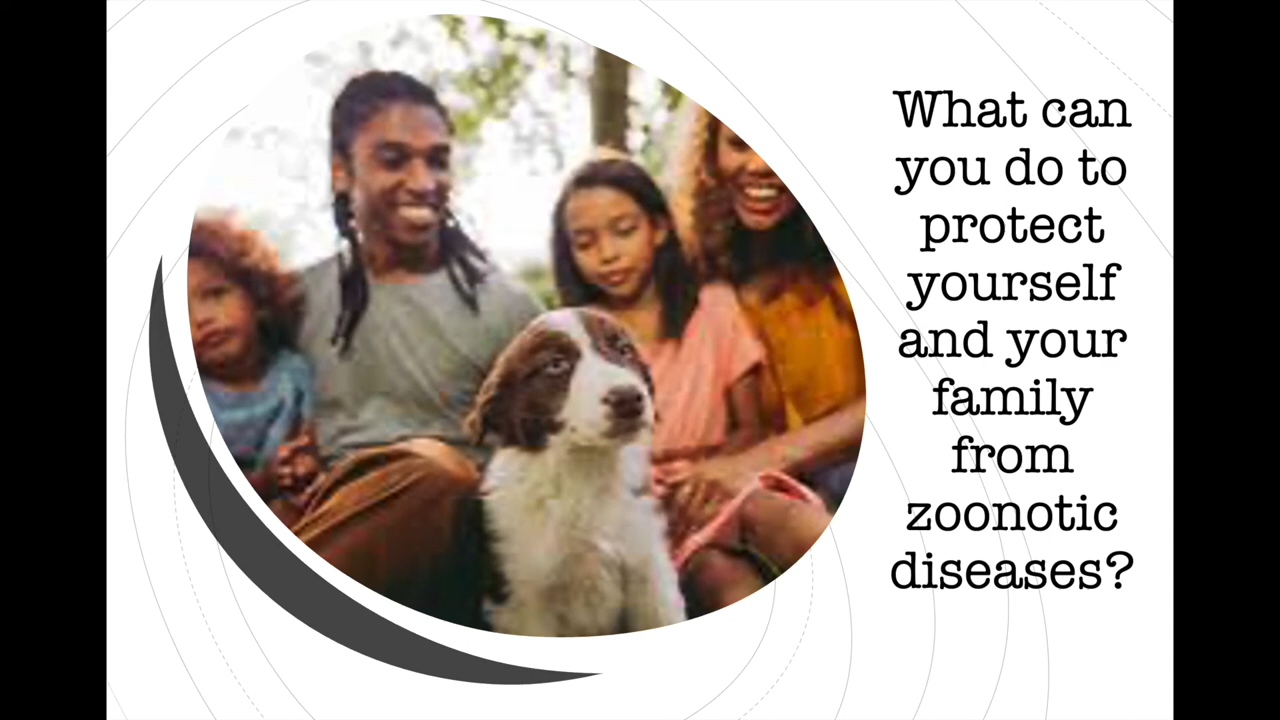 What can
you do to
protect
yourself
and your
family
from
zoonotic
diseases?